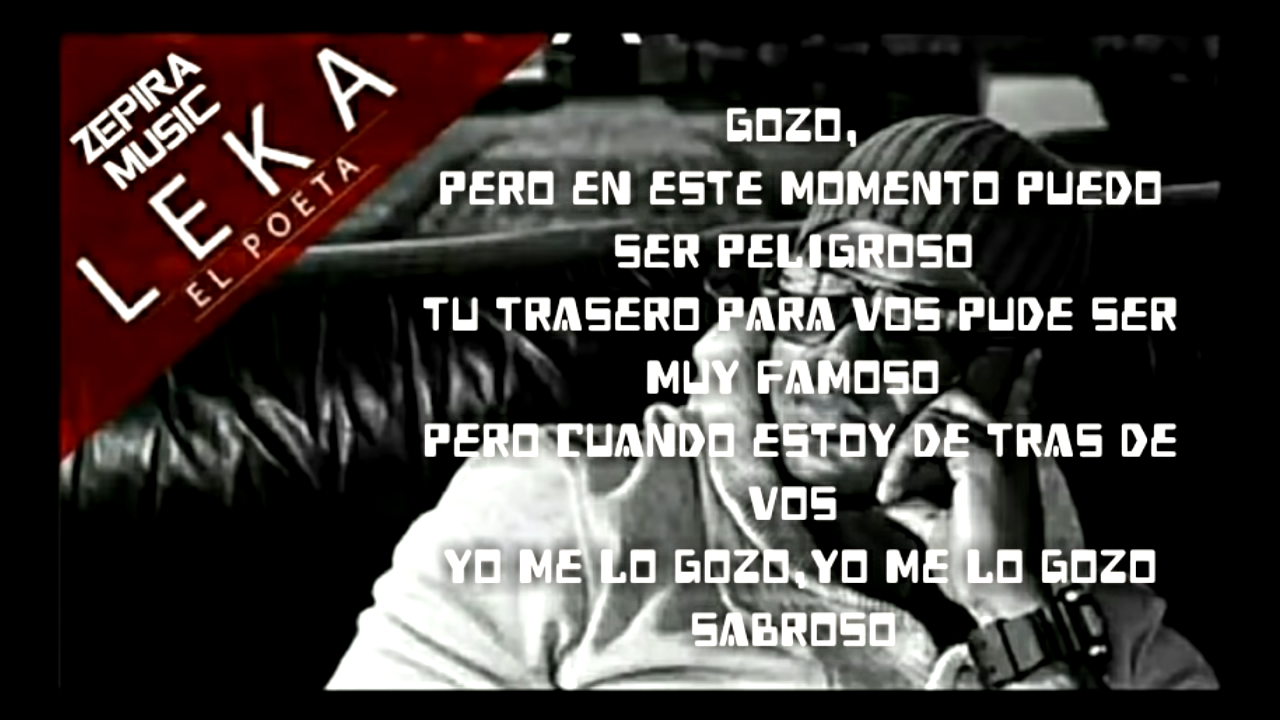 ZEPIRA
MUSIC
LEKA
EL POETA
GOZO,
PERO EN ESTE MOMENTO PUEDO
SER PELIGROSO
TU TRASERO PARA VOS PUDE SER
MUY FAMOSO
PERO CUANDO ESTOY DE TRAS DE
VOS
YO ME LO GOZO,YO ME LO GOZO
SABROSO